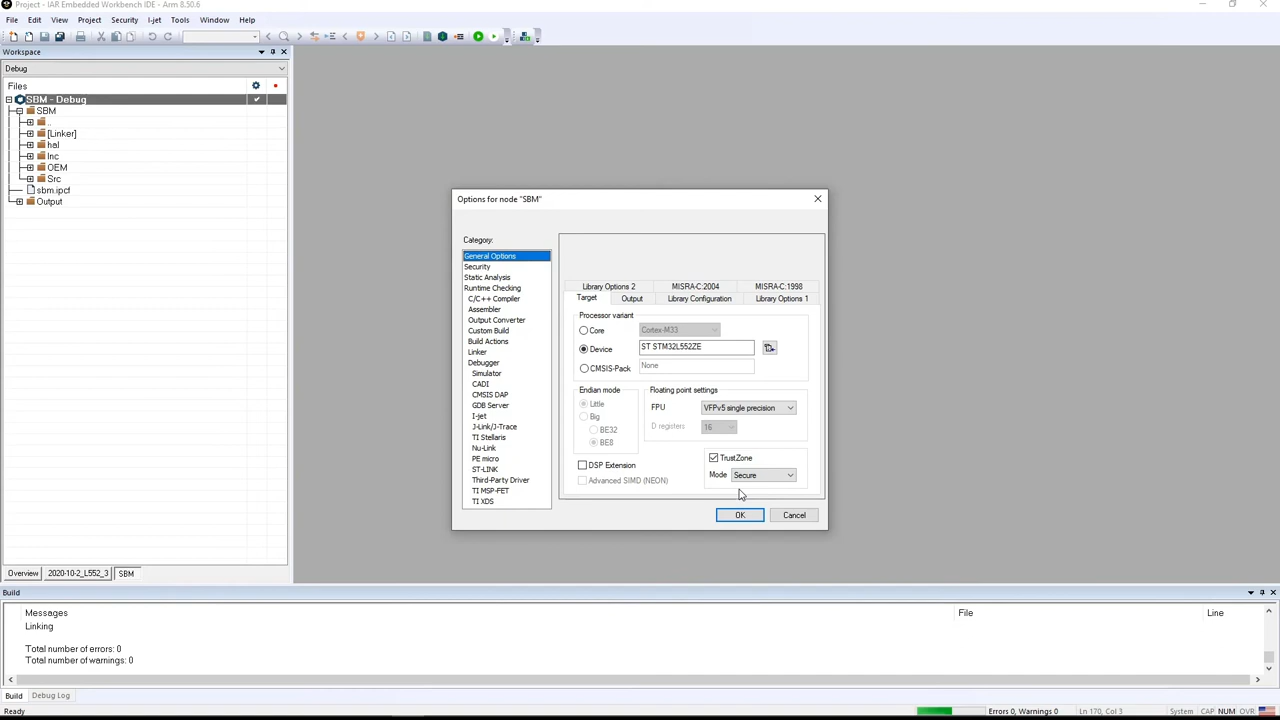 Project - IAR Embedded Workbench IDE - Arm 8.50.6
File Edit View Project Security I-jet Tools Window Help
Workspace
Debug
Files
SBM - Debug
SBM
..
[Linker]
hal
Inc
OEM
Src
sbm.ipcf
Output
Overview 2020-10-2_L552_3 SBM
Options for node "SBM"
Category:
General Options
Security
Static Analysis
Runtime Checking
C/C++ Compiler
Assembler
Output Converter
Custom Build
Build Actions
Linker
Debugger
Simulator
CADI
CMSIS DAP
GDB Server
I-jet
J-Link/J-Trace
TI Stellaris
Nu-Link
PE micro
ST-LINK
Third-Party Driver
TI MSP-FET
TI XDS
Library Options 2 MISRA-C:2004 MISRA-C:1998
Target Output Library Configuration Library Options 1
Processor variant
Core Cortex-M33
Device ST STM32L552ZE
CMSIS-Pack None
Endian mode
Little
Big
BE32
BE8
Floating point settings
FPU VFPv5 single precision
D registers 16
DSP Extension
Advanced SIMD (NEON)
TrustZone
Mode Secure
OK Cancel
Build
Messages File Line
Linking
Total number of errors: 0
Total number of warnings: 0
Build Debug Log
Ready Errors 0, Warnings 0 Ln 170, Col 3 System CAP NUM OVR